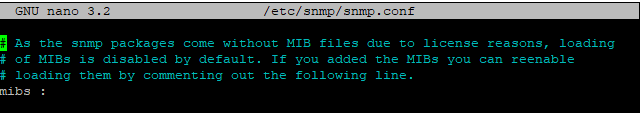 GNU nano 3.2 /etc/snmp/snmp.conf
# As the snmp packages come without MIB files due to license reasons, loading
# of MIBs is disabled by default. If you added the MIBs you can reenable
# loading them by commenting out the following line.
mibs :